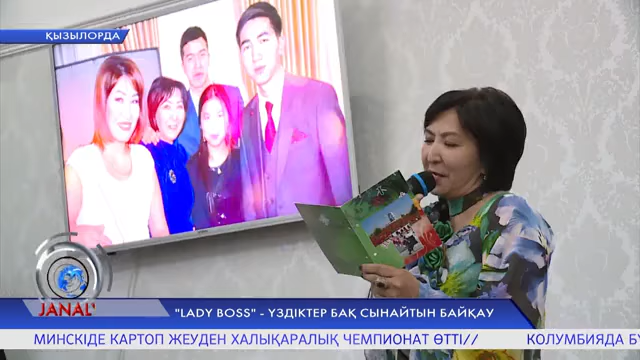 ҚЫЗЫЛОРДА
JANAL'
"LADY BOSS" - ҮЗДІКТЕР БАҚ СЫНАЙТЫН БАЙҚАУ
МИНСКІДЕ КАРТОП ЖЕУДЕН ХАЛЫҚАРАЛЫҚ ЧЕМПИОНАТ ӨТТІ// КОЛУМБИЯДА